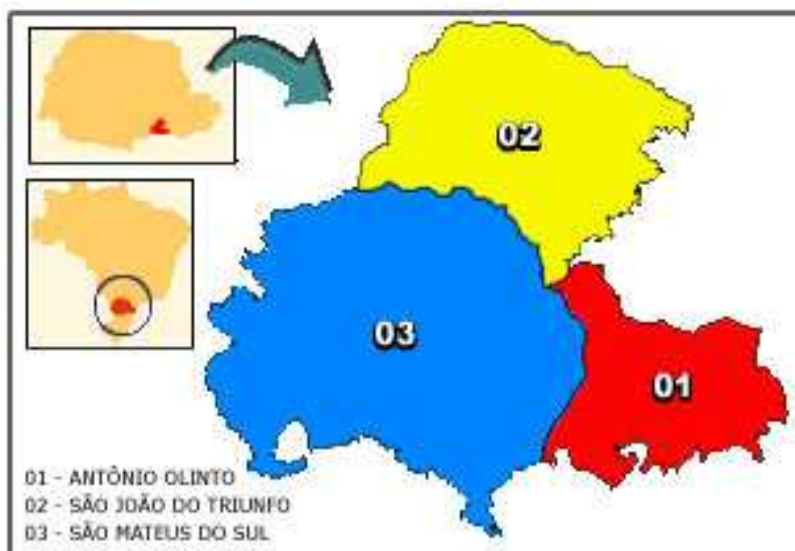 02
03
01
01 - ANTÔNIO OLINTO
02 - SÃO JOÃO DO TRIUNFO
03 - SÃO MATEUS DO SUL